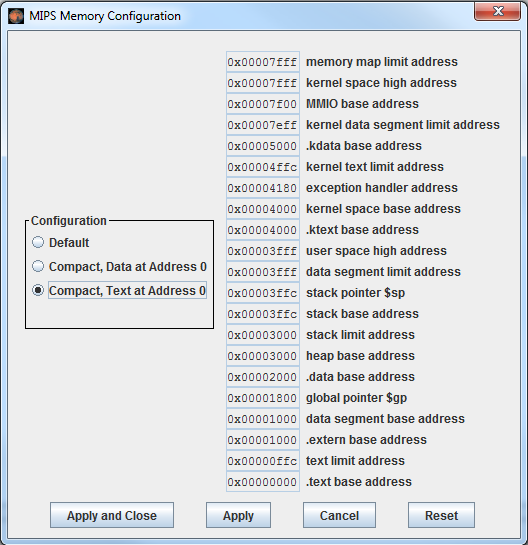 MIPS Memory Configuration
Configuration
Default
Compact, Data at Address 0
Compact, Text at Address 0
0x00007fff memory map limit address
0x00007fff kernel space high address
0x00007f00 MMIO base address
0x00007eff kernel data segment limit address
0x00005000 .kdata base address
0x00004ffc kernel text limit address
0x00004180 exception handler address
0x00004000 kernel space base address
0x00004000 .ktext base address
0x00003fff user space high address
0x00003fff data segment limit address
0x00003ffc stack pointer $sp
0x00003ffc stack base address
0x00003000 stack limit address
0x00003000 heap base address
0x00002000 .data base address
0x00001800 global pointer $gp
0x00001000 data segment base address
0x00001000 .extern base address
0x00000ffc text limit address
0x00000000 .text base address
Apply and Close Apply Cancel Reset